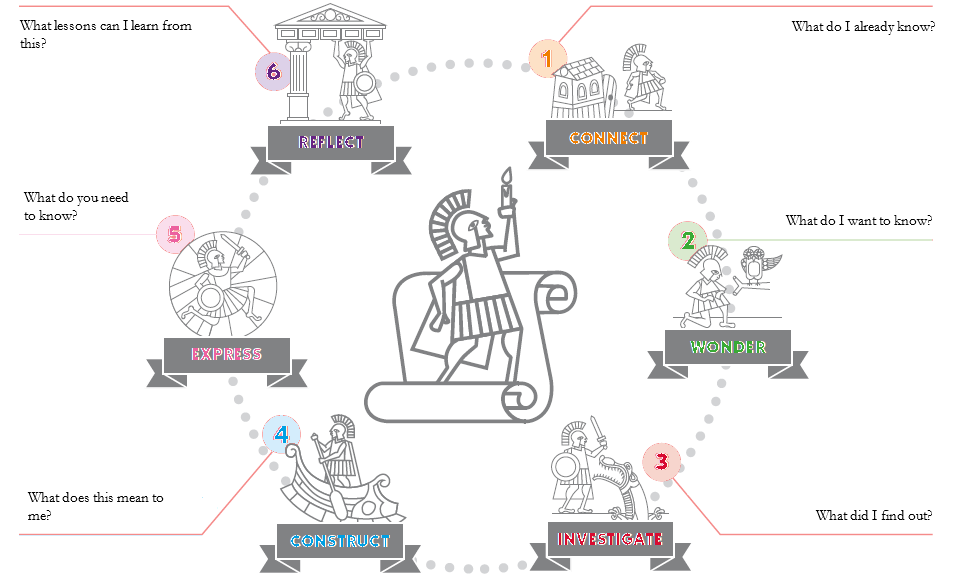 What lessons can I learn from
this?
6
REFLECT
1
CONNECT
What do I already know?
What do you need
to know?
5
EXPRESS
2
WONDER
What do I want to know?
4
CONSTRUCT
What does this mean to
me?
3
INVESTIGATE
What did I find out?